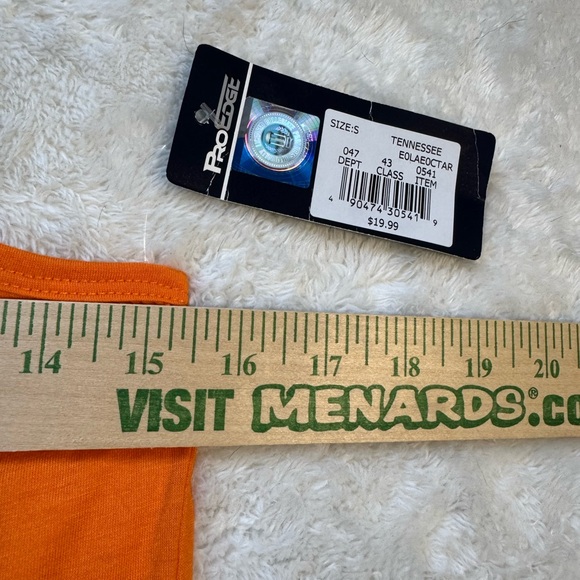 PROEDGE
SIZE:S
TENNESSEE
E0LAE0CTAR
047 43 0541
DEPT CLASS ITEM
4 90474 30541 9
$19.99
14 15 16 17 18 19 20
VISIT MENARDS®.CO